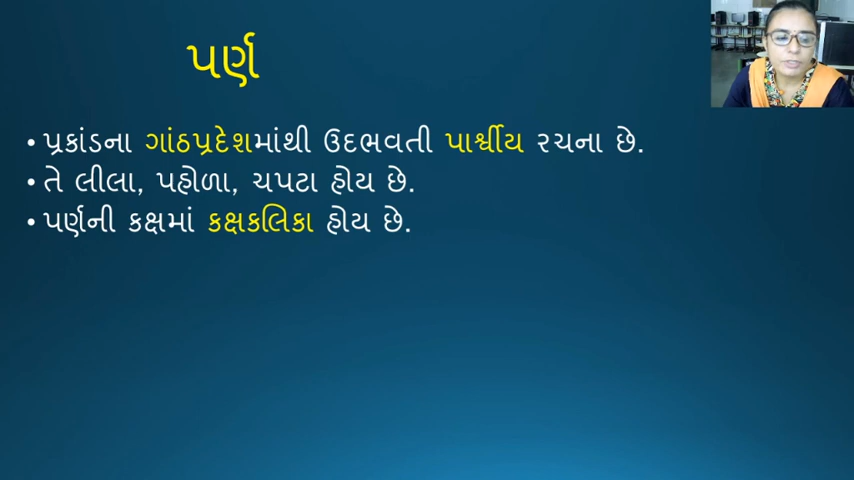 પર્ણ
• પ્રકાંડના ગાંઠપ્રદેશમાંથી ઉદભવતી પાર્શ્વીય રચના છે.
• તે લીલા, પહોળા, ચપટા હોય છે.
• પર્ણની કક્ષમાં કક્ષકલિકા હોય છે.